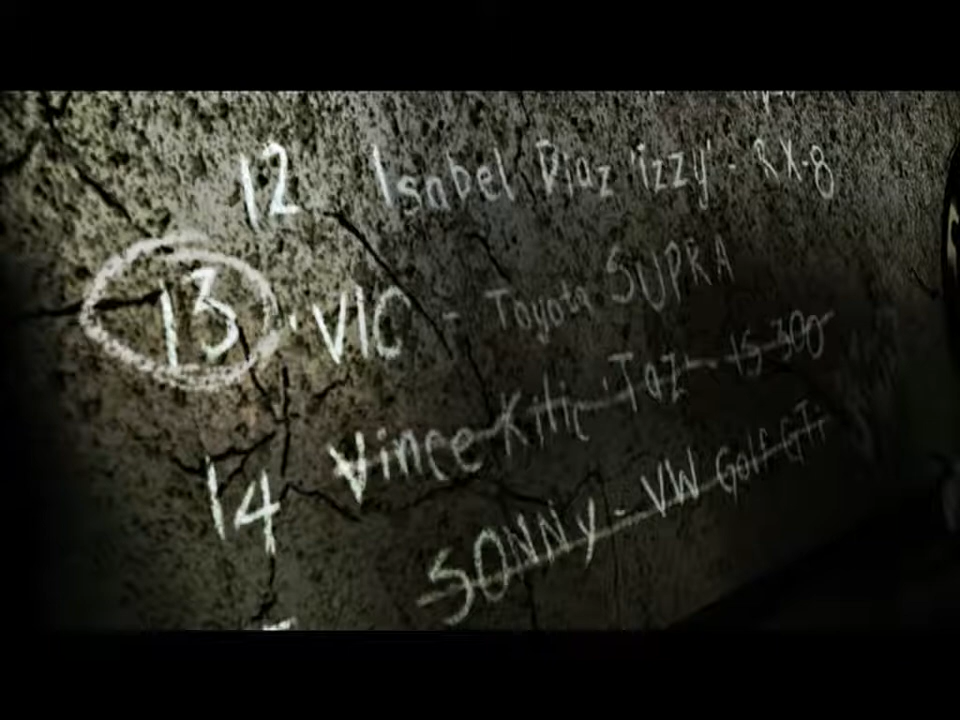 12 Isabel Diaz 'izzy' - RX-8
13 VIC - Toyota SUPRA
14 Vince Kilic 'Taz - IS 300
SONNY - VW Golf GTi